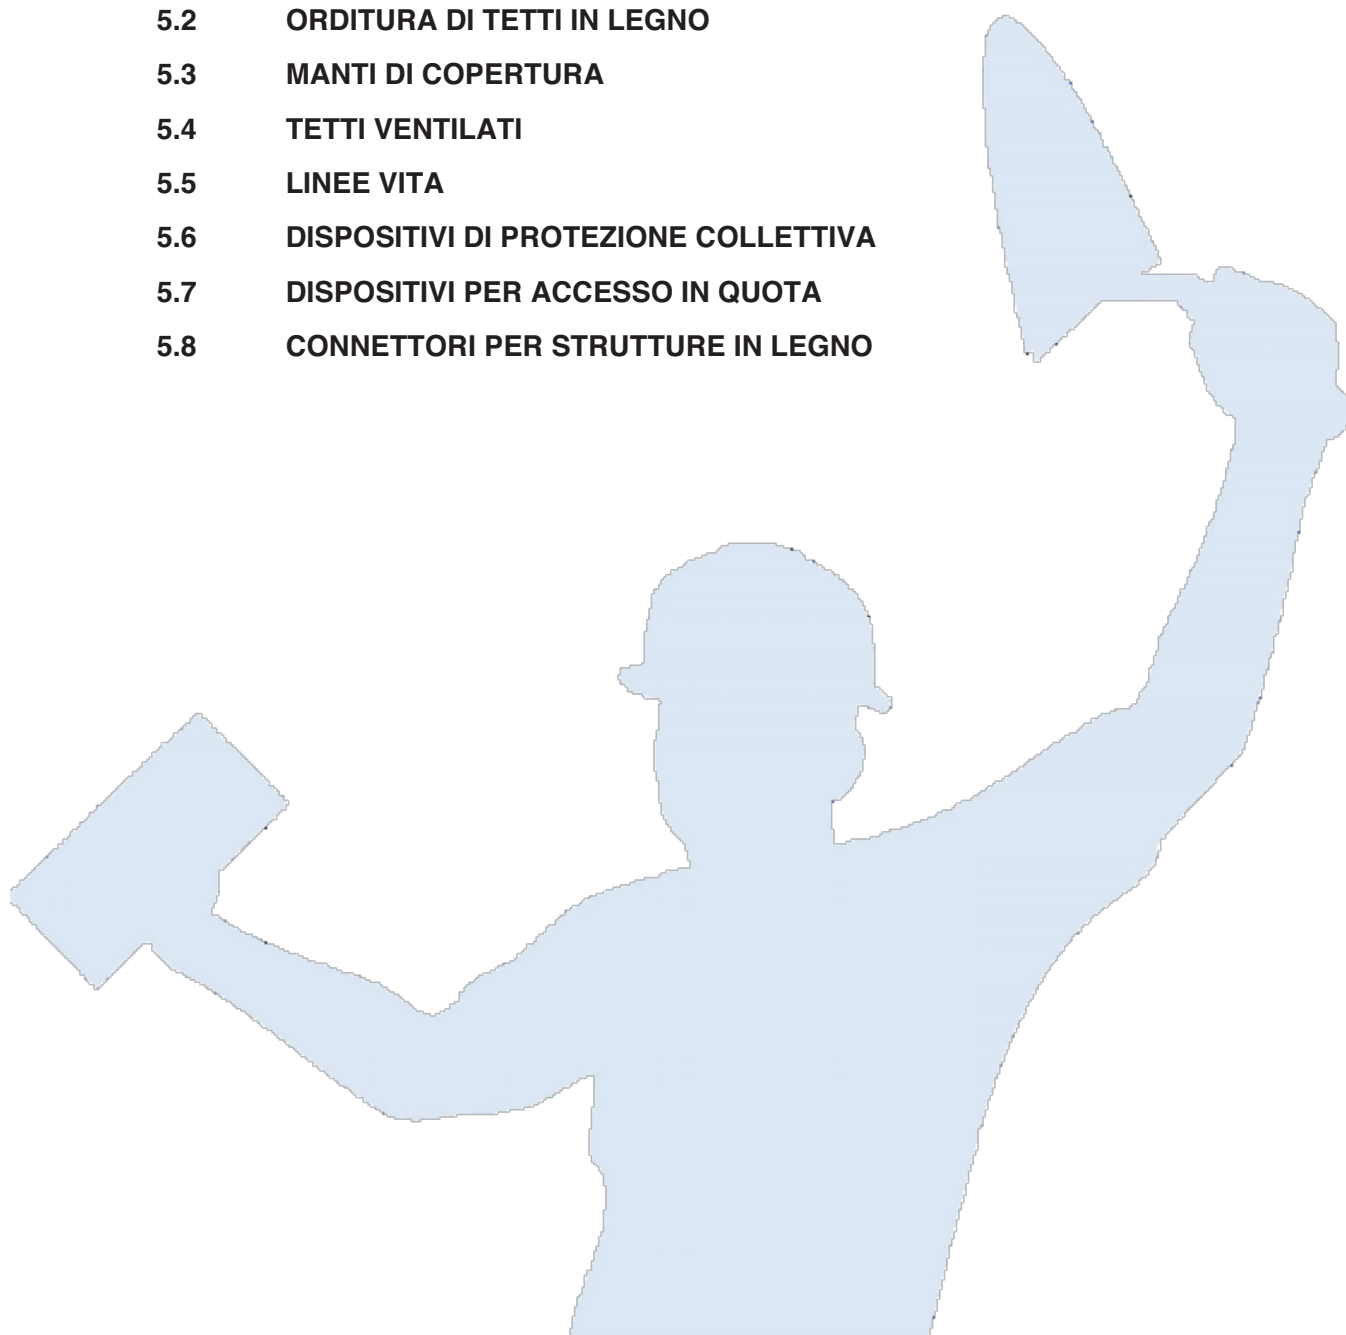 5.2 ORDITURA DI TETTI IN LEGNO
5.3 MANTI DI COPERTURA
5.4 TETTI VENTILATI
5.5 LINEE VITA
5.6 DISPOSITIVI DI PROTEZIONE COLLETTIVA
5.7 DISPOSITIVI PER ACCESSO IN QUOTA
5.8 CONNETTORI PER STRUTTURE IN LEGNO